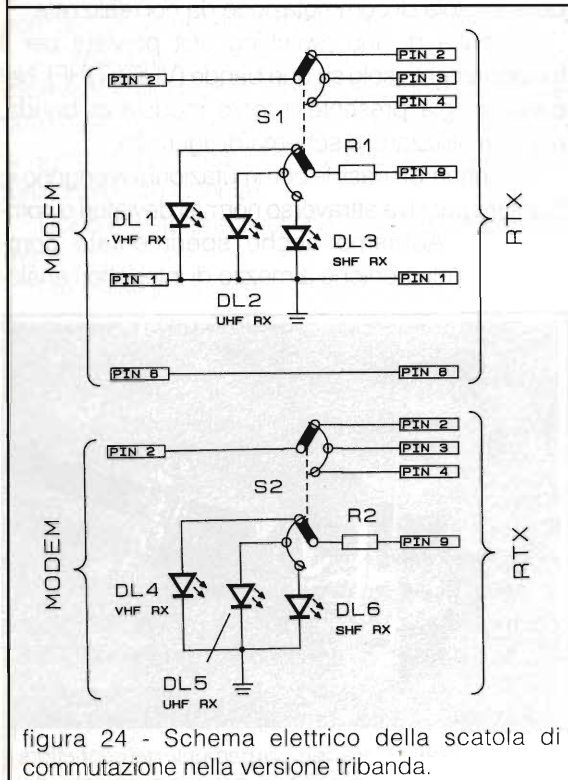 PIN 2
PIN 2
PIN 3
PIN 4
S1
R1
PIN 9
MODEM
RTX
DL1
VHF RX
DL3
SHF RX
PIN 1
PIN 1
DL2
UHF RX
PIN 8
PIN 8
PIN 2
PIN 2
PIN 3
PIN 4
S2
R2
PIN 9
MODEM
RTX
DL4
VHF RX
DL6
SHF RX
DL5
UHF RX
figura 24 - Schema elettrico della scatola di
commutazione nella versione tribanda.